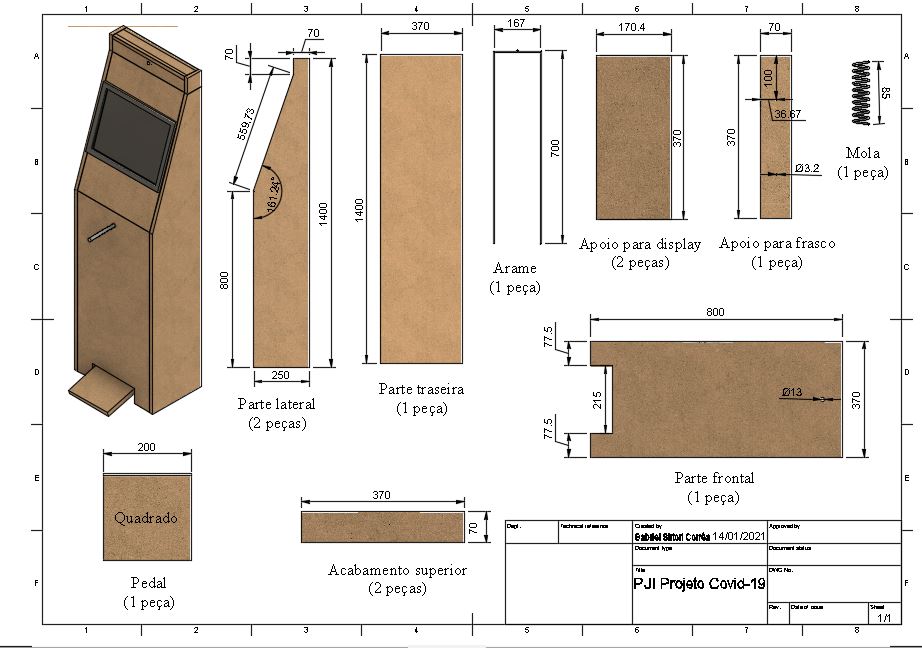 1 2 3 4 5 6 7 8
A
B
C
D
E
F
A
B
C
D
E
F
70
70
559.73
161.24°
800
1400
250
Parte lateral
(2 peças)
370
1400
Parte traseira
(1 peça)
167
700
Arame
(1 peça)
170.4
370
Apoio para display
(2 peças)
70
100
36.67
370
Ø3.2
Apoio para frasco
(1 peça)
85
Mola
(1 peça)
800
77.5
215
77.5
Ø13
370
Parte frontal
(1 peça)
200
Quadrado
Pedal
(1 peça)
370
70
Acabamento superior
(2 peças)
Dept.
Technical reference
Created by
Gabriel Sirtori Corrêa 14/01/2021
Approved by
Document type
Document status
Title
PJI Projeto Covid-19
DWG No.
Rev.
Date of issue
Sheet
1/1
1 2 3 4 5 6 7 8